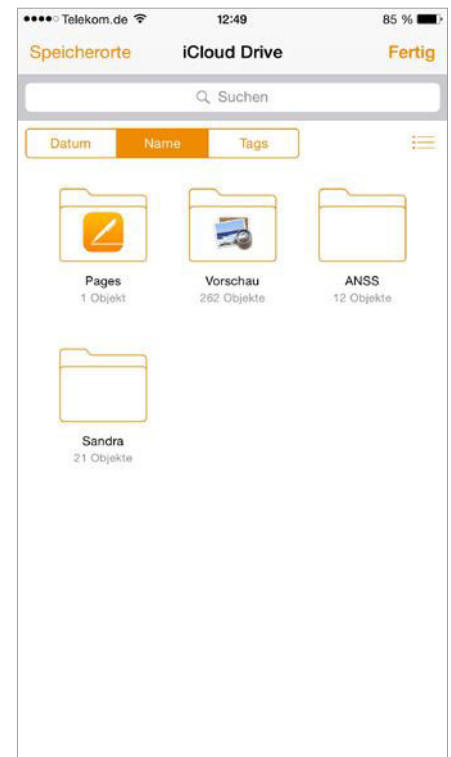 Telekom.de 12:49 85 %
Speicherorte iCloud Drive Fertig
Suchen
Datum Name Tags
Pages Vorschau ANSS
1 Objekt 262 Objekte 12 Objekte
Sandra
21 Objekte